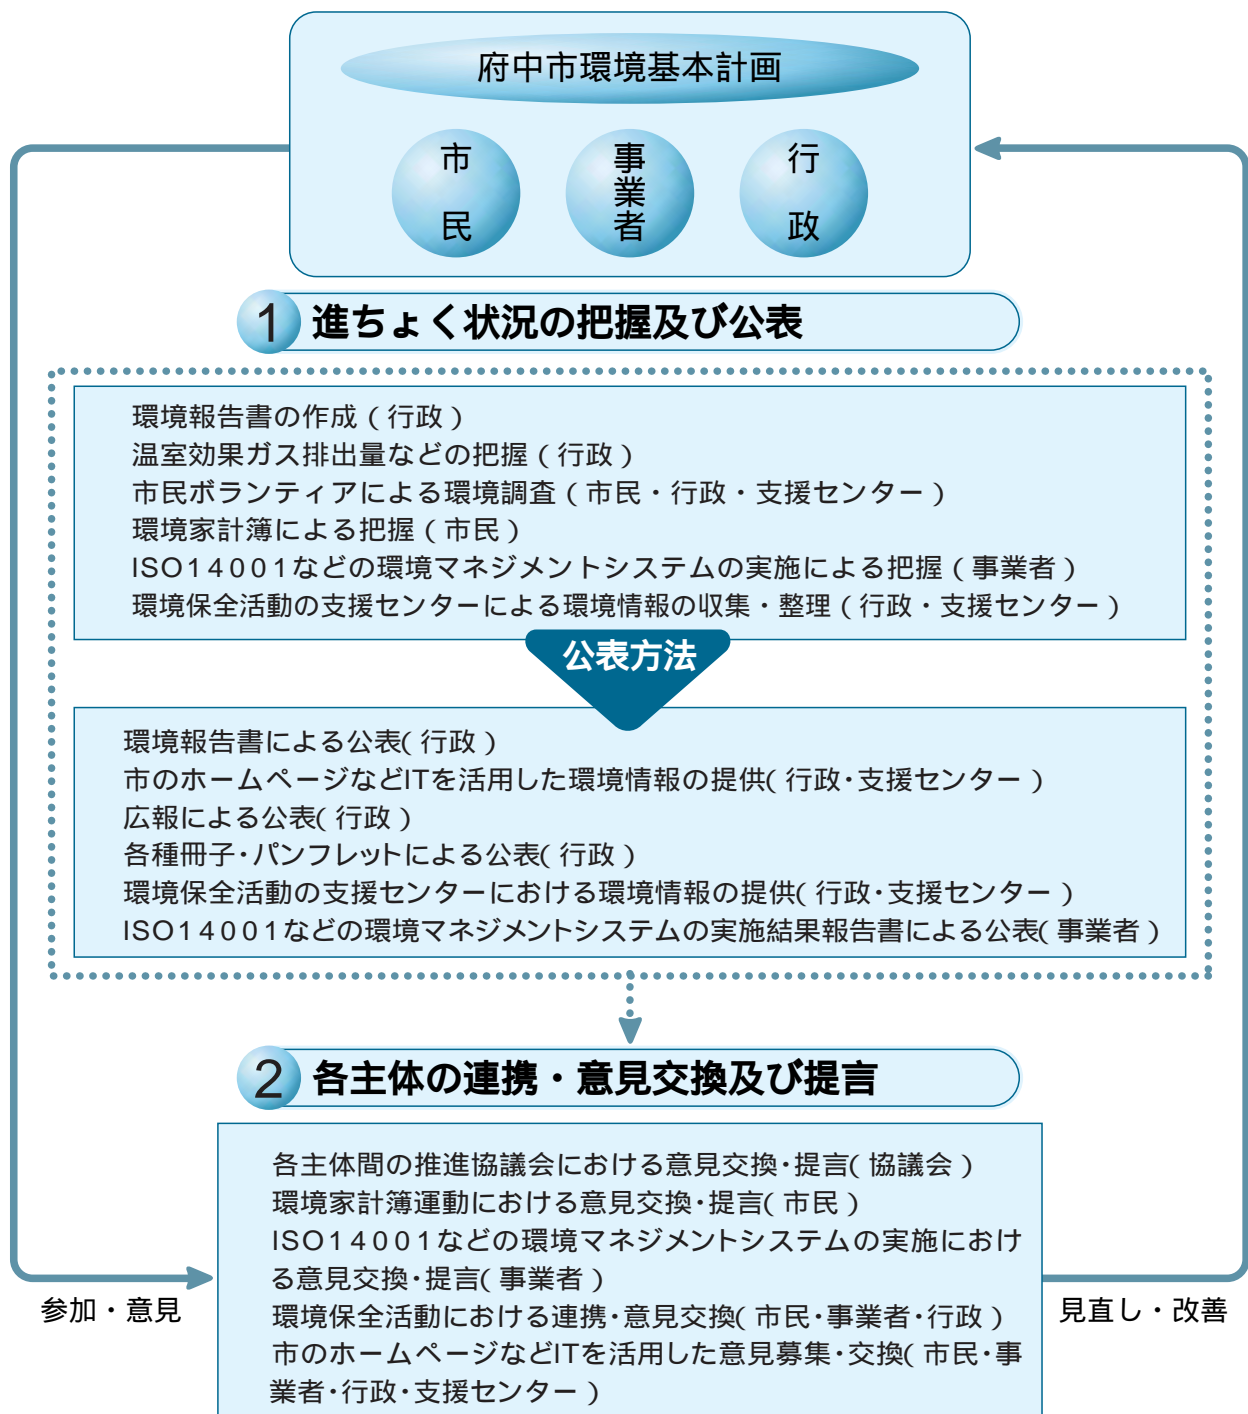 府中市環境基本計画
市民
事業者
行政
1 進ちょく状況の把握及び公表
環境報告書の作成（行政）
温室効果ガス排出量などの把握（行政）
市民ボランティアによる環境調査（市民・行政・支援センター）
環境家計簿による把握（市民）
ISO14001などの環境マネジメントシステムの実施による把握（事業者）
環境保全活動の支援センターによる環境情報の収集・整理（行政・支援センター）
公表方法
環境報告書による公表（行政）
市のホームページなどITを活用した環境情報の提供（行政・支援センター）
広報による公表（行政）
各種冊子・パンフレットによる公表（行政）
環境保全活動の支援センターにおける環境情報の提供（行政・支援センター）
ISO14001などの環境マネジメントシステムの実施結果報告書による公表（事業者）
2 各主体の連携・意見交換及び提言
各主体間の推進協議会における意見交換・提言（協議会）
環境家計簿運動における意見交換・提言（市民）
ISO14001などの環境マネジメントシステムの実施におけ
る意見交換・提言（事業者）
環境保全活動における連携・意見交換（市民・事業者・行政）
市のホームページなどITを活用した意見募集・交換（市民・事
業者・行政・支援センター）
参加・意見
見直し・改善